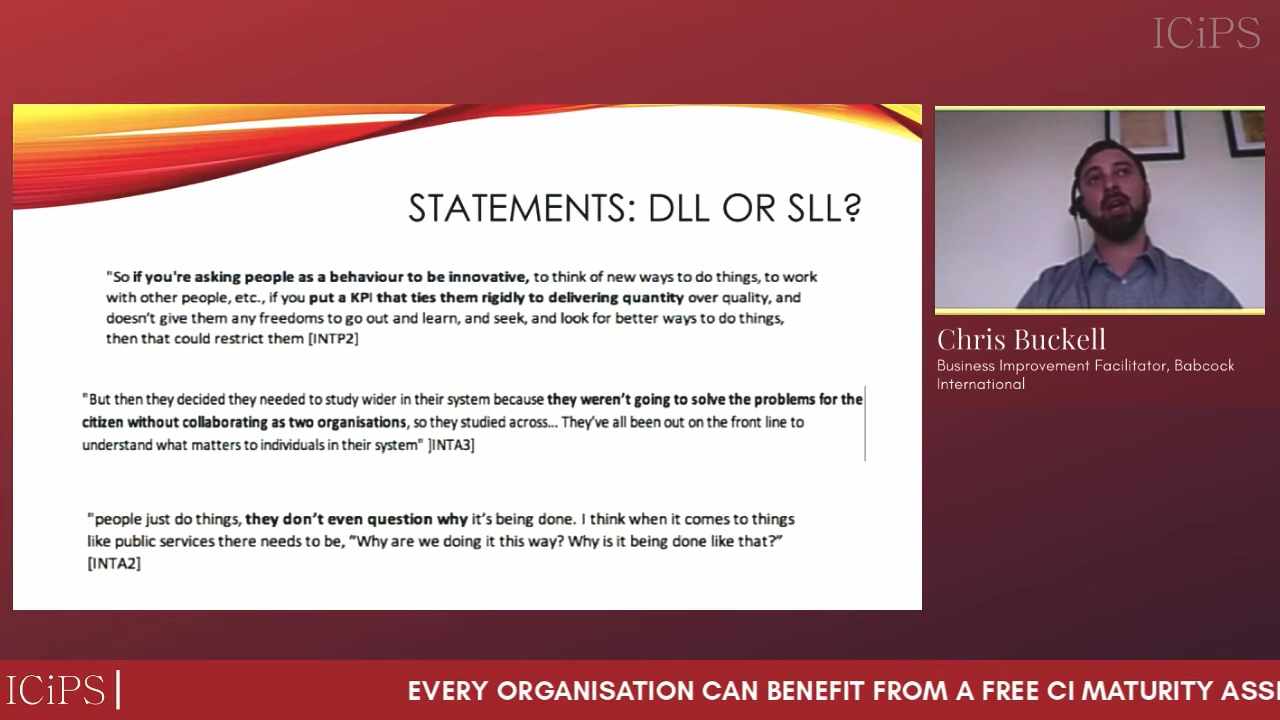 ICiPS
STATEMENTS: DLL OR SLL?
"So if you're asking people as a behaviour to be innovative, to think of new ways to do things, to work
with other people, etc., if you put a KPI that ties them rigidly to delivering quantity over quality, and
doesn't give them any freedoms to go out and learn, and seek, and look for better ways to do things,
then that could restrict them [INTP2]
"But then they decided they needed to study wider in their system because they weren't going to solve the problems for the
citizen without collaborating as two organisations, so they studied across... They've all been out on the front line to
understand what matters to individuals in their system" ]INTA3]
"people just do things, they don't even question why it's being done. I think when it comes to things
like public services there needs to be, “Why are we doing it this way? Why is it being done like that?”
[INTA2]
Chris Buckell
Business Improvement Facilitator, Babcock
International
ICiPS
EVERY ORGANISATION CAN BENEFIT FROM A FREE CI MATURITY ASS